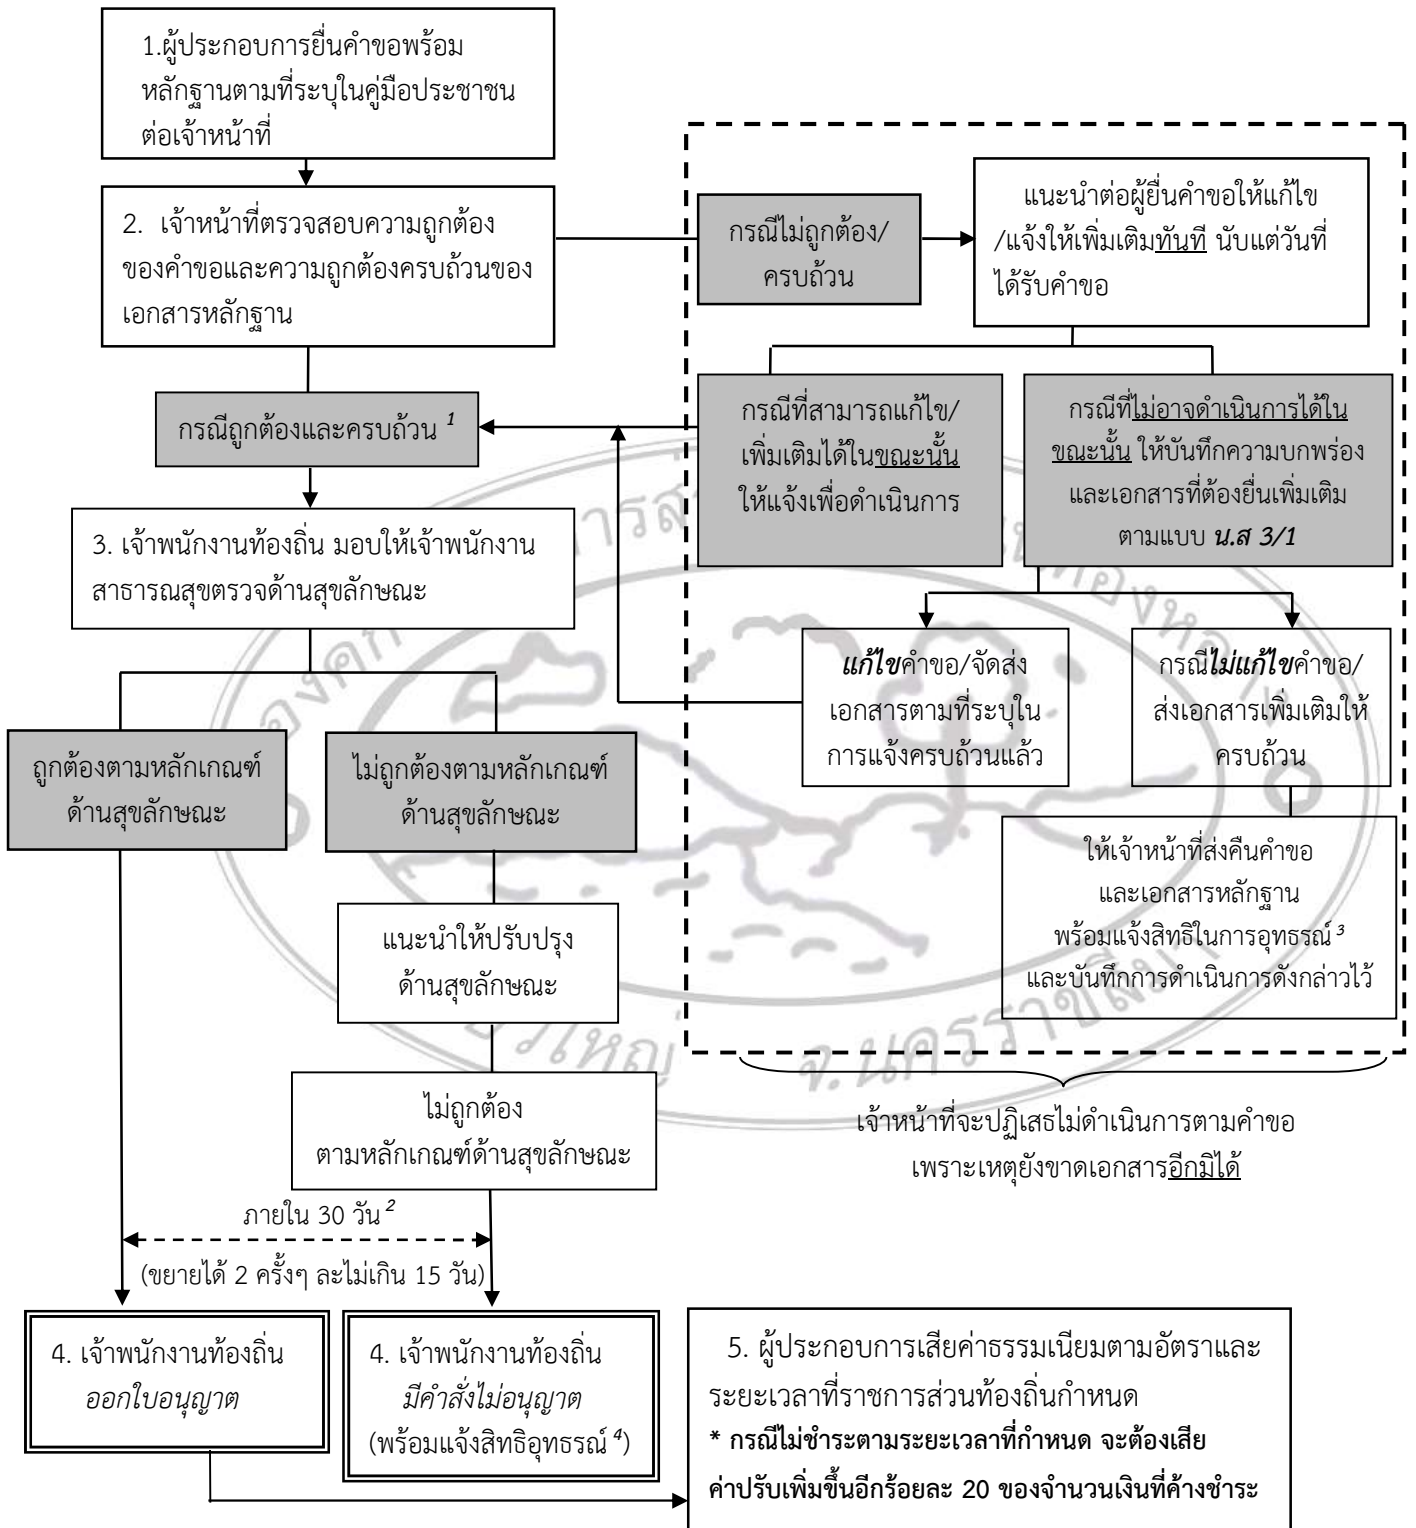 1.ผู้ประกอบการยื่นคำขอพร้อม
หลักฐานตามที่ระบุในคู่มือประชาชน
ต่อเจ้าหน้าที่
2. เจ้าหน้าที่ตรวจสอบความถูกต้อง
ของคำขอและความถูกต้องครบถ้วนของ
เอกสารหลักฐาน
กรณีไม่ถูกต้อง/
ครบถ้วน
แนะนำต่อผู้ยื่นคำขอให้แก้ไข
/แจ้งให้เพิ่มเติมทันที นับแต่วันที่
ได้รับคำขอ
กรณีถูกต้องและครบถ้วน ¹
กรณีที่สามารถแก้ไข/
เพิ่มเติมได้ในขณะนั้น
ให้แจ้งเพื่อดำเนินการ
กรณีที่ไม่อาจดำเนินการได้ใน
ขณะนั้น ให้บันทึกความบกพร่อง
และเอกสารที่ต้องยื่นเพิ่มเติม
ตามแบบ น.ส 3/1
3. เจ้าพนักงานท้องถิ่น มอบให้เจ้าพนักงาน
สาธารณสุขตรวจด้านสุขลักษณะ
แก้ไขคำขอ/จัดส่ง
เอกสารตามที่ระบุใน
การแจ้งครบถ้วนแล้ว
กรณีไม่แก้ไขคำขอ/
ส่งเอกสารเพิ่มเติมให้
ครบถ้วน
ถูกต้องตามหลักเกณฑ์
ด้านสุขลักษณะ
ไม่ถูกต้องตามหลักเกณฑ์
ด้านสุขลักษณะ
ให้เจ้าหน้าที่ส่งคืนคำขอ
และเอกสารหลักฐาน
พร้อมแจ้งสิทธิในการอุทธรณ์ ³
และบันทึกการดำเนินการดังกล่าวไว้
แนะนำให้ปรับปรุง
ด้านสุขลักษณะ
ไม่ถูกต้อง
ตามหลักเกณฑ์ด้านสุขลักษณะ
เจ้าหน้าที่จะปฏิเสธไม่ดำเนินการตามคำขอ
เพราะเหตุยังขาดเอกสารอีกมิได้
ภายใน 30 วัน ²
(ขยายได้ 2 ครั้งๆ ละไม่เกิน 15 วัน)
4. เจ้าพนักงานท้องถิ่น
ออกใบอนุญาต
4. เจ้าพนักงานท้องถิ่น
มีคำสั่งไม่อนุญาต
(พร้อมแจ้งสิทธิอุทธรณ์ ⁴)
5. ผู้ประกอบการเสียค่าธรรมเนียมตามอัตราและ
ระยะเวลาที่ราชการส่วนท้องถิ่นกำหนด
* กรณีไม่ชำระตามระยะเวลาที่กำหนด จะต้องเสีย
ค่าปรับเพิ่มขึ้นอีกร้อยละ 20 ของจำนวนเงินที่ค้างชำระ
จ.นครราชสีมา